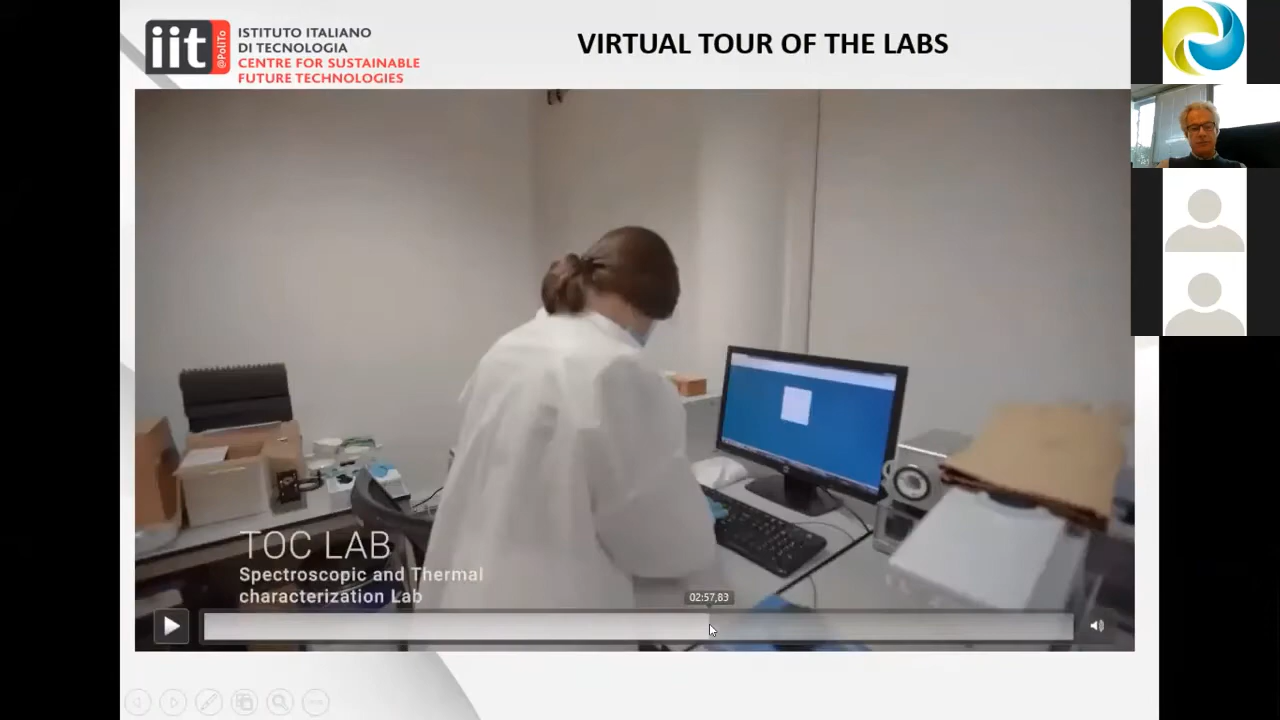 iit
@PoliTo
ISTITUTO ITALIANO
DI TECNOLOGIA
CENTRE FOR SUSTAINABLE
FUTURE TECHNOLOGIES
VIRTUAL TOUR OF THE LABS
TOC LAB
Spectroscopic and Thermal
characterization Lab
02:57,83